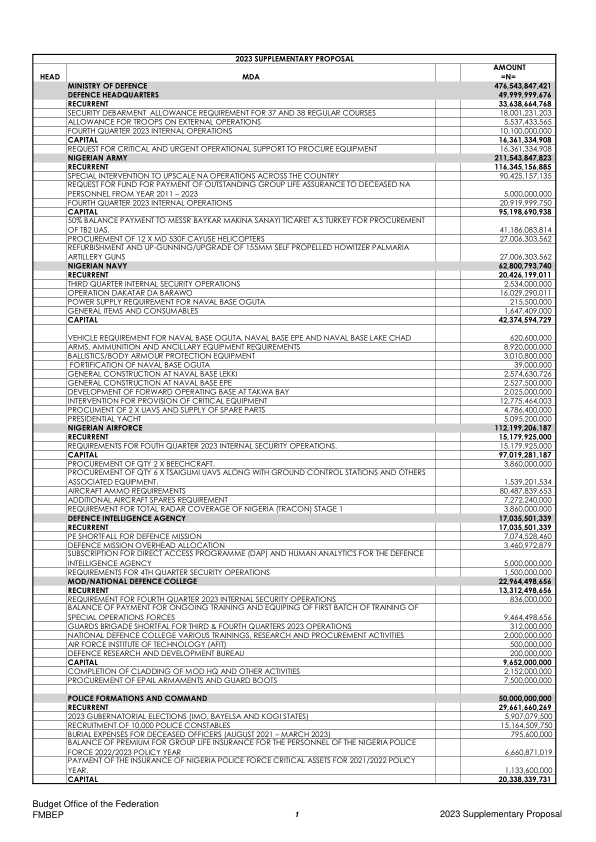 2023 SUPPLEMENTARY PROPOSAL
AMOUNT
HEAD MDA =N=
MINISTRY OF DEFENCE 476,543,847,421
DEFENCE HEADQUARTERS 49,999,999,676
RECURRENT 33,638,664,768
SECURITY DEBARMENT ALLOWANCE REQUIREMENT FOR 37 AND 38 REGULAR COURSES 18,001,231,203
ALLOWANCE FOR TROOPS ON EXTERNAL OPERATIONS 5,537,433,565
FOURTH QUARTER 2023 INTERNAL OPERATIONS 10,100,000,000
CAPITAL 16,361,334,908
REQUEST FOR CRITICAL AND URGENT OPERATIONAL SUPPORT TO PROCURE EQUIPMENT 16,361,334,908
NIGERIAN ARMY 211,543,847,823
RECURRENT 116,345,156,885
SPECIAL INTERVENTION TO UPSCALE NA OPERATIONS ACROSS THE COUNTRY 90,425,157,135
REQUEST FOR FUND FOR PAYMENT OF OUTSTANDING GROUP LIFE ASSURANCE TO DECEASED NA
PERSONNEL FROM YEAR 2011 – 2023 5,000,000,000
FOURTH QUARTER 2023 INTERNAL OPERATIONS 20,919,999,750
CAPITAL 95,198,690,938
50% BALANCE PAYMENT TO MESSR BAYKAR MAKINA SANAYI TICARET A.S TURKEY FOR PROCUREMENT
OF TB2 UAS. 41,186,083,814
PROCUREMENT OF 12 X MD 530F CAYUSE HELICOPTERS 27,006,303,562
REFURBISHMENT AND UP-GUNNING/UPGRADE OF 155MM SELF PROPELLED HOWITZER PALMARIA
ARTILLERY GUNS 27,006,303,562
NIGERIAN NAVY 62,800,793,740
RECURRENT 20,426,199,011
THIRD QUARTER INTERNAL SECURITY OPERATIONS 2,534,000,000
OPERATION DAKATAR DA BARAWO 16,029,290,011
POWER SUPPLY REQUIREMENT FOR NAVAL BASE OGUTA 215,500,000
GENERAL ITEMS AND CONSUMABLES 1,647,409,000
CAPITAL 42,374,594,729
VEHICLE REQUIREMENT FOR NAVAL BASE OGUTA, NAVAL BASE EPE AND NAVAL BASE LAKE CHAD 620,600,000
ARMS, AMMUNITION AND ANCILLARY EQUIPMENT REQUIREMENTS 8,920,000,000
BALLISTICS/BODY ARMOUR PROTECTION EQUIPMENT 3,010,800,000
FORTIFICATION OF NAVAL BASE OGUTA 39,000,000
GENERAL CONSTRUCTION AT NAVAL BASE LEKKI 2,574,630,726
GENERAL CONSTRUCTION AT NAVAL BASE EPE 2,527,500,000
DEVELOPMENT OF FORWARD OPERATING BASE AT TAKWA BAY 2,025,000,000
INTERVENTION FOR PROVISION OF CRITICAL EQUIPMENT 12,775,464,003
PROCUMENT OF 2 X UAVS AND SUPPLY OF SPARE PARTS 4,786,400,000
PRESIDENTIAL YACHT 5,095,200,000
NIGERIAN AIRFORCE 112,199,206,187
RECURRENT 15,179,925,000
REQUIREMENTS FOR FOUTH QUARTER 2023 INTERNAL SECURITY OPERATIONS. 15,179,925,000
CAPITAL 97,019,281,187
PROCUREMENT OF QTY 2 X BEECHCRAFT. 3,860,000,000
PROCUREMENT OF QTY 6 X TSAIGUMI UAVS ALONG WITH GROUND CONTROL STATIONS AND OTHERS
ASSOCIATED EQUIPMENT. 1,539,201,534
AIRCRAFT AMMO REQUIREMENTS 80,487,839,653
ADDITIONAL AIRCRAFT SPARES REQUIREMENT 7,272,240,000
REQUIREMENT FOR TOTAL RADAR COVERAGE OF NIGERIA (TRACON) STAGE 1 3,860,000,000
DEFENCE INTELLIGENCE AGENCY 17,035,501,339
RECURRENT 17,035,501,339
PE SHORTFALL FOR DEFENCE MISSION 7,074,528,460
DEFENCE MISSION OVERHEAD ALLOCATION 3,460,972,879
SUBSCRIPTION FOR DIRECT ACCESS PROGRAMME (DAP) AND HUMAN ANALYTICS FOR THE DEFENCE
INTELLIGENCE AGENCY 5,000,000,000
REQUIREMENTS FOR 4TH QUARTER SECURITY OPERATIONS 1,500,000,000
MOD/NATIONAL DEFENCE COLLEGE 22,964,498,656
RECURRENT 13,312,498,656
REQUIREMENT FOR FOURTH QUARTER 2023 INTERNAL SECURITY OPERATIONS 836,000,000
BALANCE OF PAYMENT FOR ONGOING TRAINING AND EQUIPING OF FIRST BATCH OF TRAINING OF
SPECIAL OPERATIONS FORCES 9,464,498,656
GUARDS BRIGADE SHORTFAL FOR THIRD & FOURTH QUARTERS 2023 OPERATIONS 312,000,000
NATIONAL DEFENCE COLLEGE VARIOUS TRAININGS, RESEARCH AND PROCUREMENT ACTIVITIES 2,000,000,000
AIR FORCE INSTITUTE OF TECHNOLOGY (AFIT) 500,000,000
DEFENCE RESEARCH AND DEVELOPMENT BUREAU 200,000,000
CAPITAL 9,652,000,000
COMPLETION OF CLADDING OF MOD HQ AND OTHER ACTIVITIES 2,152,000,000
PROCUREMENT OF EPAIL ARMAMENTS AND GUARD BOOTS 7,500,000,000
POLICE FORMATIONS AND COMMAND 50,000,000,000
RECURRENT 29,661,660,269
2023 GUBERNATORIAL ELECTIONS (IMO, BAYELSA AND KOGI STATES) 5,907,079,500
RECRUITMENT OF 10,000 POLICE CONSTABLES 15,164,509,750
BURIAL EXPENSES FOR DECEASED OFFICERS (AUGUST 2021 – MARCH 2023) 795,600,000
BALANCE OF PREMIUM FOR GROUP LIFE INSURANCE FOR THE PERSONNEL OF THE NIGERIA POLICE
FORCE 2022/2023 POLICY YEAR 6,660,871,019
PAYMENT OF THE INSURANCE OF NIGERIA POLICE FORCE CRITICAL ASSETS FOR 2021/2022 POLICY
YEAR. 1,133,600,000
CAPITAL 20,338,339,731
Budget Office of the Federation
FMBEP 1 2023 Supplementary Proposal